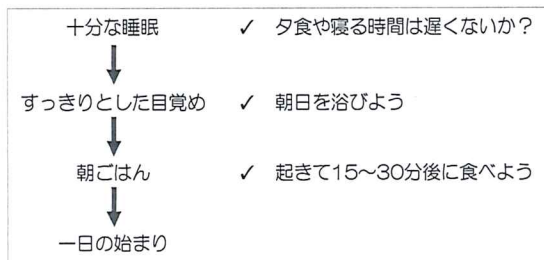 十分な睡眠 ✓ 夕食や寝る時間は遅くないか？
すっきりとした目覚め ✓ 朝日を浴びよう
朝ごはん ✓ 起きて15～30分後に食べよう
一日の始まり